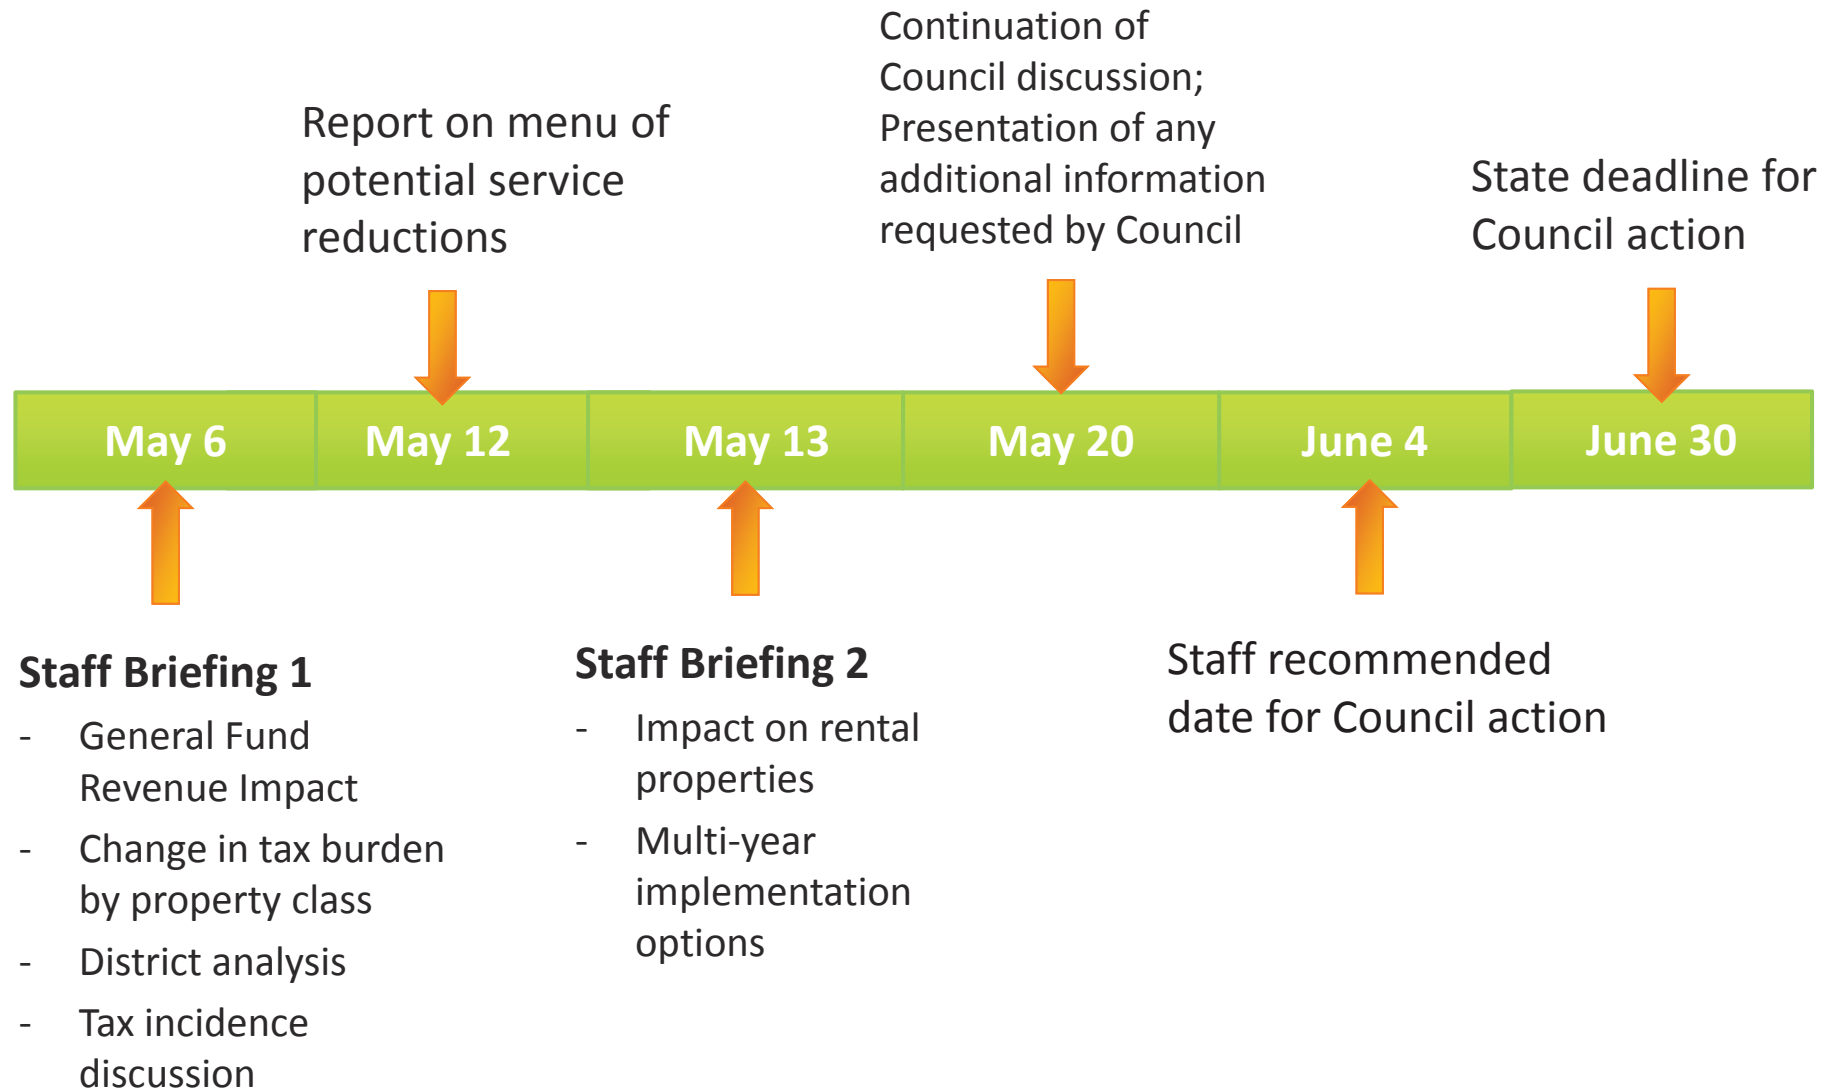 Continuation of
Council discussion;
Presentation of any
additional information
requested by Council
Report on menu of
potential service
reductions
State deadline for
Council action
May 6
May 12
May 13
May 20
June 4
June 30
Staff Briefing 1
- General Fund
Revenue Impact
- Change in tax burden
by property class
- District analysis
- Tax incidence
discussion
Staff Briefing 2
- Impact on rental
properties
- Multi-year
implementation
options
Staff recommended
date for Council action